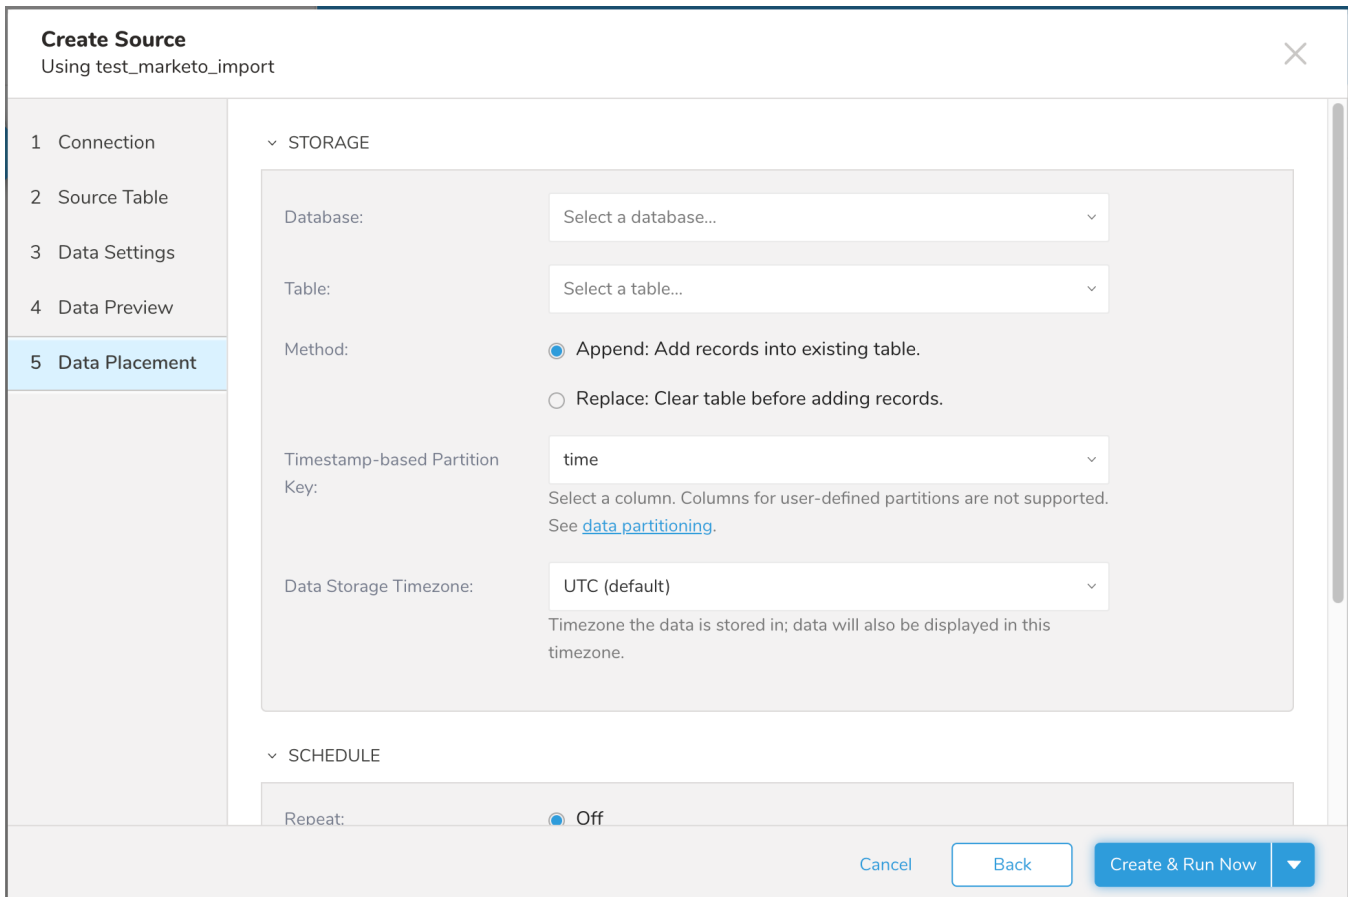 Create Source
Using test_marketo_import
1 Connection
2 Source Table
3 Data Settings
4 Data Preview
5 Data Placement
STORAGE
Database:
Select a database...
Table:
Select a table...
Method:
Append: Add records into existing table.
Replace: Clear table before adding records.
Timestamp-based Partition
Key:
time
Select a column. Columns for user-defined partitions are not supported.
See data partitioning.
Data Storage Timezone:
UTC (default)
Timezone the data is stored in; data will also be displayed in this
timezone.
SCHEDULE
Repeat:
Off
Cancel
Back
Create & Run Now